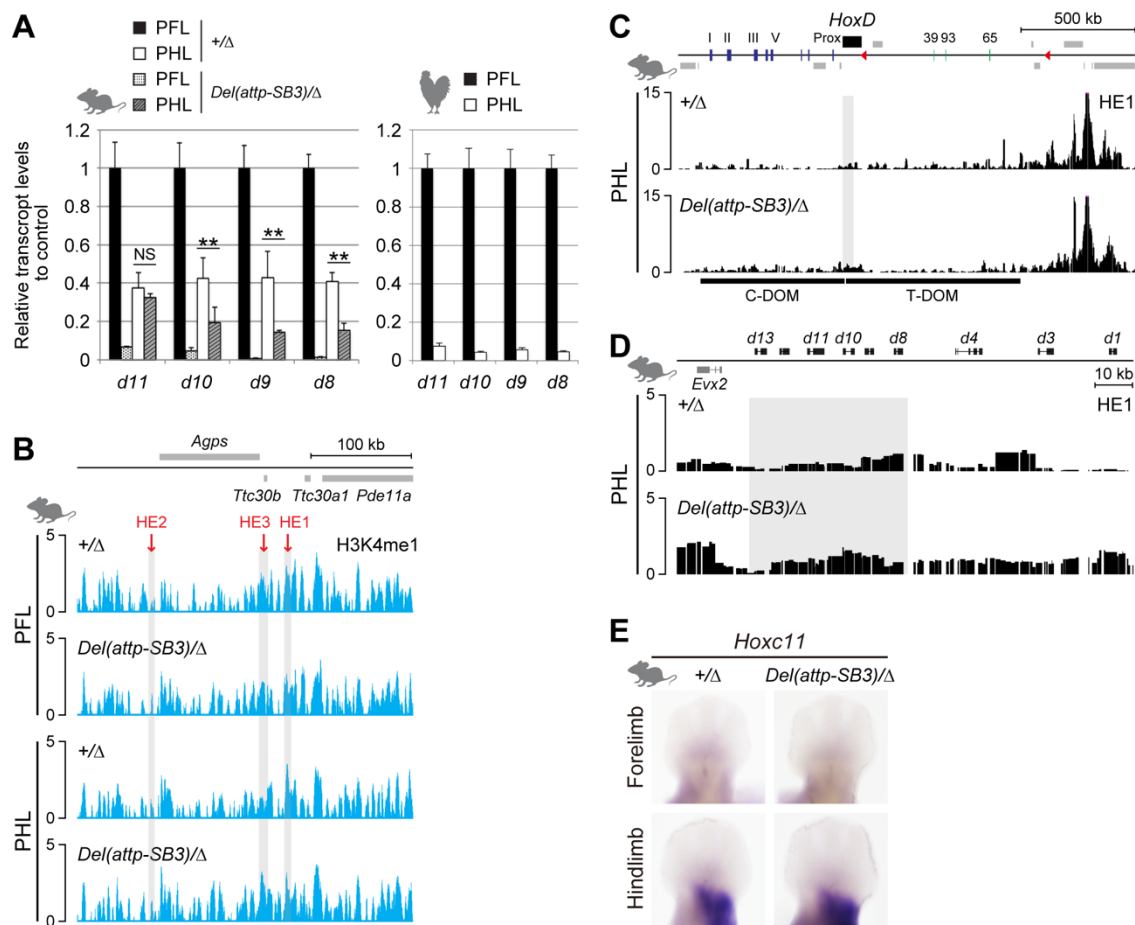 A
PFL
PHL
+/Δ
PFL
PHL
Del(attp-SB3)/Δ
PFL
PHL
Relative transcropt levels
to control
1.2
1
0.8
0.6
0.4
0.2
0
NS
**
**
**
d11
d10
d9
d8
1.2
1
0.8
0.6
0.4
0.2
0
d11
d10
d9
d8
B
Agps
100 kb
Ttc30b
Ttc30a1
Pde11a
HE2
HE3
HE1
H3K4me1
PFL
5
+/Δ
0
5
Del(attp-SB3)/Δ
0
PHL
5
+/Δ
0
5
Del(attp-SB3)/Δ
0
C
HoxD
500 kb
I
II
III
V
Prox
39
93
65
PHL
15
+/Δ
HE1
0
15
Del(attp-SB3)/Δ
0
C-DOM
T-DOM
D
d13
d11
d10
d8
d4
d3
d1
Evx2
10 kb
PHL
5
+/Δ
HE1
0
5
Del(attp-SB3)/Δ
0
E
Hoxc11
+/Δ
Del(attp-SB3)/Δ
Forelimb
Hindlimb